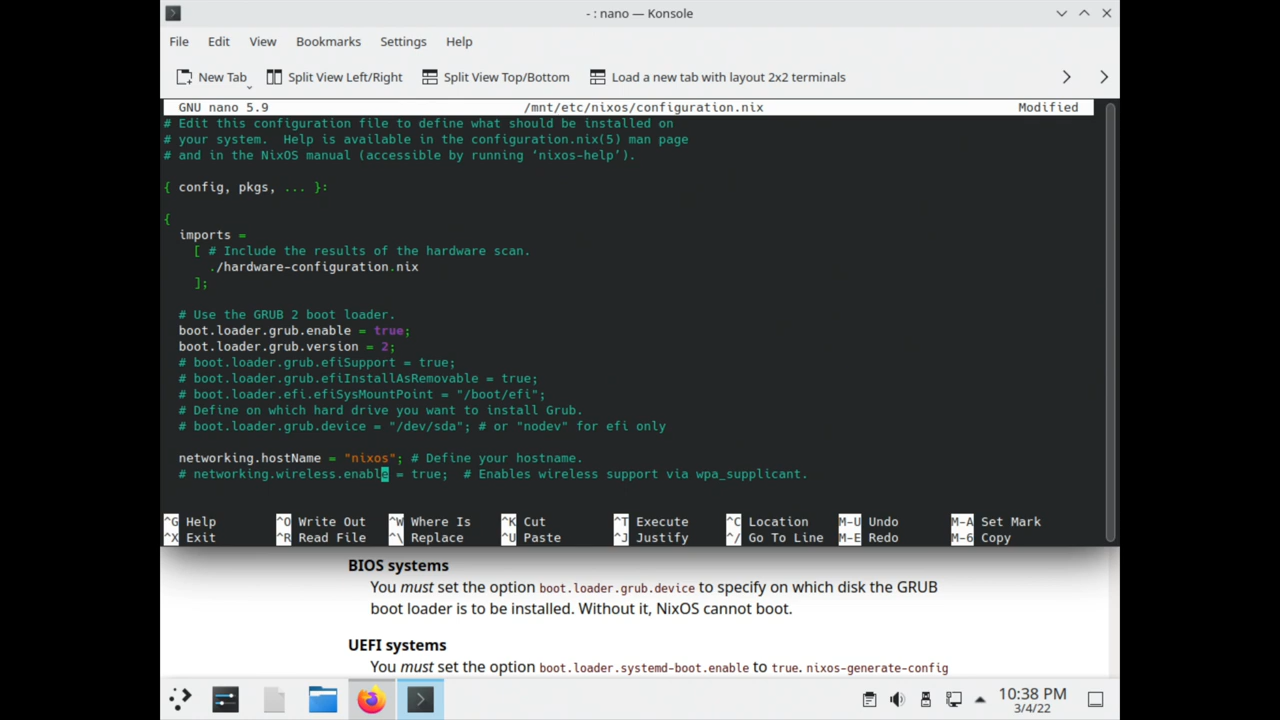 - : nano — Konsole
File Edit View Bookmarks Settings Help
New Tab Split View Left/Right Split View Top/Bottom Load a new tab with layout 2x2 terminals
GNU nano 5.9 /mnt/etc/nixos/configuration.nix Modified
# Edit this configuration file to define what should be installed on
# your system.  Help is available in the configuration.nix(5) man page
# and in the NixOS manual (accessible by running ‘nixos-help’).
{ config, pkgs, ... }:
{
imports =
[ # Include the results of the hardware scan.
./hardware-configuration.nix
];
# Use the GRUB 2 boot loader.
boot.loader.grub.enable = true;
boot.loader.grub.version = 2;
# boot.loader.grub.efiSupport = true;
# boot.loader.grub.efiInstallAsRemovable = true;
# boot.loader.efi.efiSysMountPoint = "/boot/efi";
# Define on which hard drive you want to install Grub.
# boot.loader.grub.device = "/dev/sda"; # or "nodev" for efi only
networking.hostName = "nixos"; # Define your hostname.
# networking.wireless.enable = true;  # Enables wireless support via wpa_supplicant.
^G Help ^O Write Out ^W Where Is ^K Cut ^T Execute ^C Location M-U Undo M-A Set Mark
^X Exit ^R Read File ^\ Replace ^U Paste ^J Justify ^/ Go To Line M-E Redo M-6 Copy
BIOS systems
You must set the option boot.loader.grub.device to specify on which disk the GRUB
boot loader is to be installed. Without it, NixOS cannot boot.
UEFI systems
You must set the option boot.loader.systemd-boot.enable to true. nixos-generate-config
10:38 PM
3/4/22